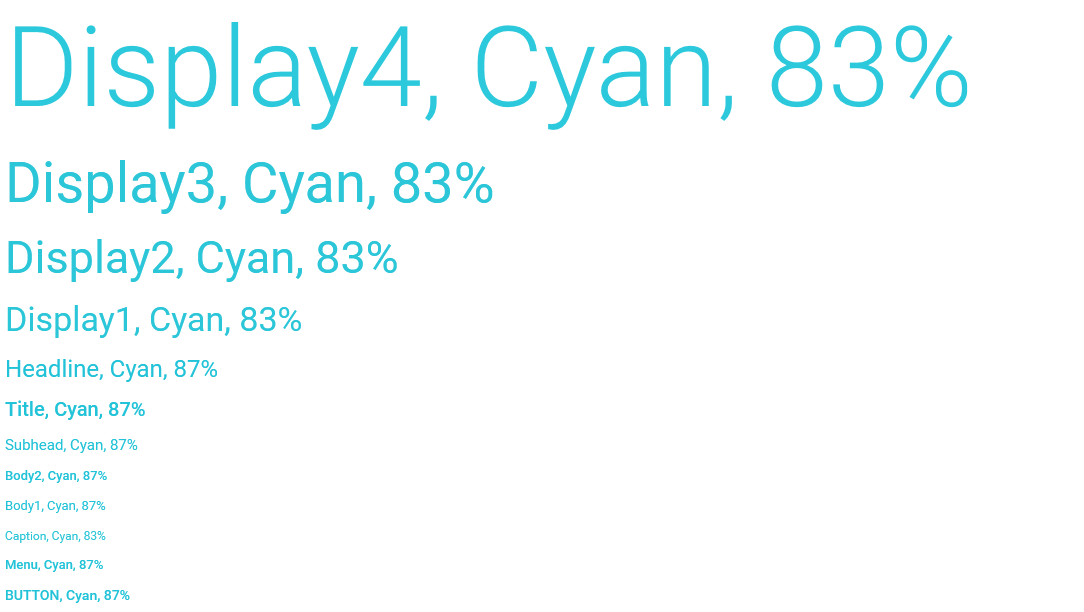 Display4, Cyan, 83%
Display3, Cyan, 83%
Display2, Cyan, 83%
Display1, Cyan, 83%
Headline, Cyan, 87%
Title, Cyan, 87%
Subhead, Cyan, 87%
Body2, Cyan, 87%
Body1, Cyan, 87%
Caption, Cyan, 83%
Menu, Cyan, 87%
BUTTON, Cyan, 87%